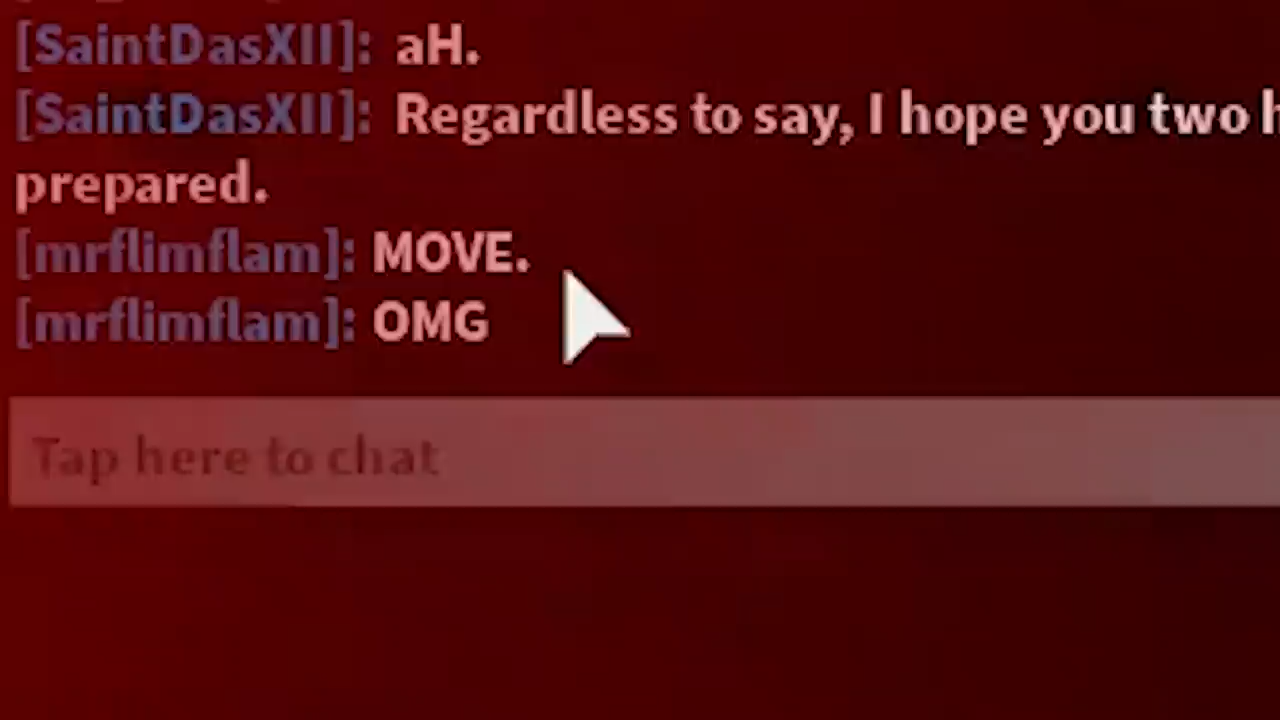 [SaintDasXII]: aH.
[SaintDasXII]: Regardless to say, I hope you two
prepared.
[mrflimflam]: MOVE.
[mrflimflam]: OMG
Tap here to chat